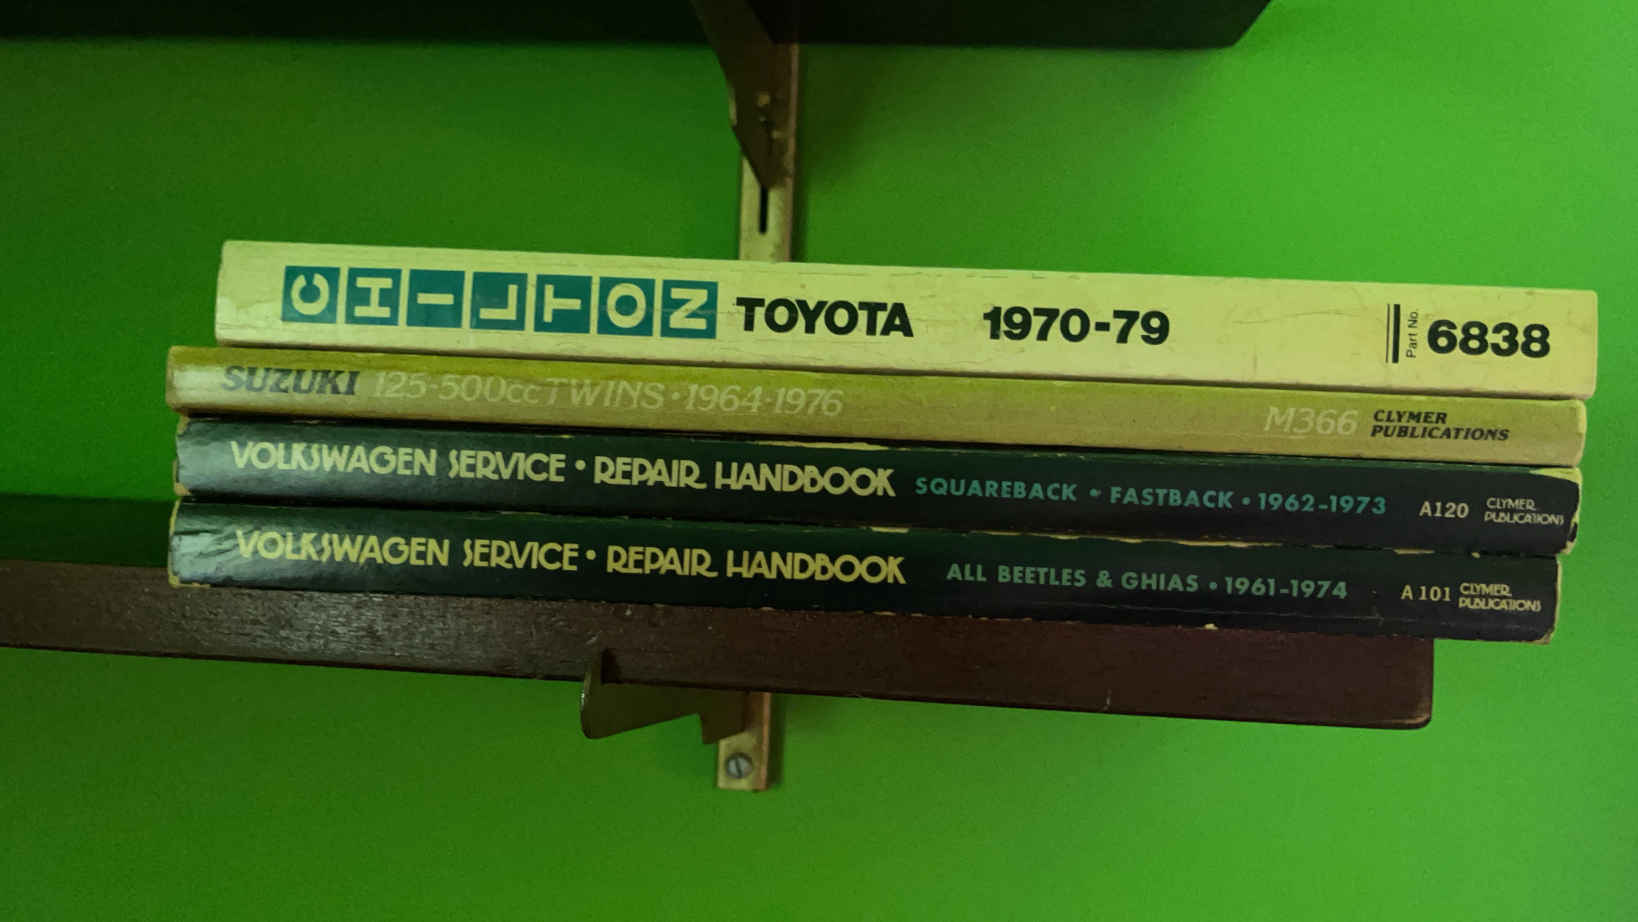 CHILTON TOYOTA 1970-79 Part No. 6838
SUZUKI 125-500cc TWINS • 1964-1976 M366 CLYMER
PUBLICATIONS
VOLKSWAGEN SERVICE • REPAIR HANDBOOK SQUAREBACK • FASTBACK • 1962-1973 A120 CLYMER
PUBLICATIONS
VOLKSWAGEN SERVICE • REPAIR HANDBOOK ALL BEETLES & GHIAS • 1961-1974 A101 CLYMER
PUBLICATIONS